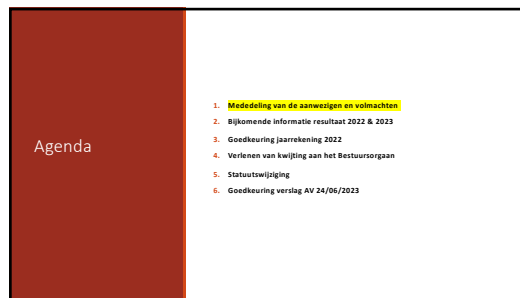 Agenda
1. Mededeling van de aanwezigen en volmachten
2. Bijkomende informatie resultaat 2022 & 2023
3. Goedkeuring jaarrekening 2022
4. Verlenen van kwijting aan het Bestuursorgaan
5. Statuutswijziging
6. Goedkeuring verslag AV 24/06/2023